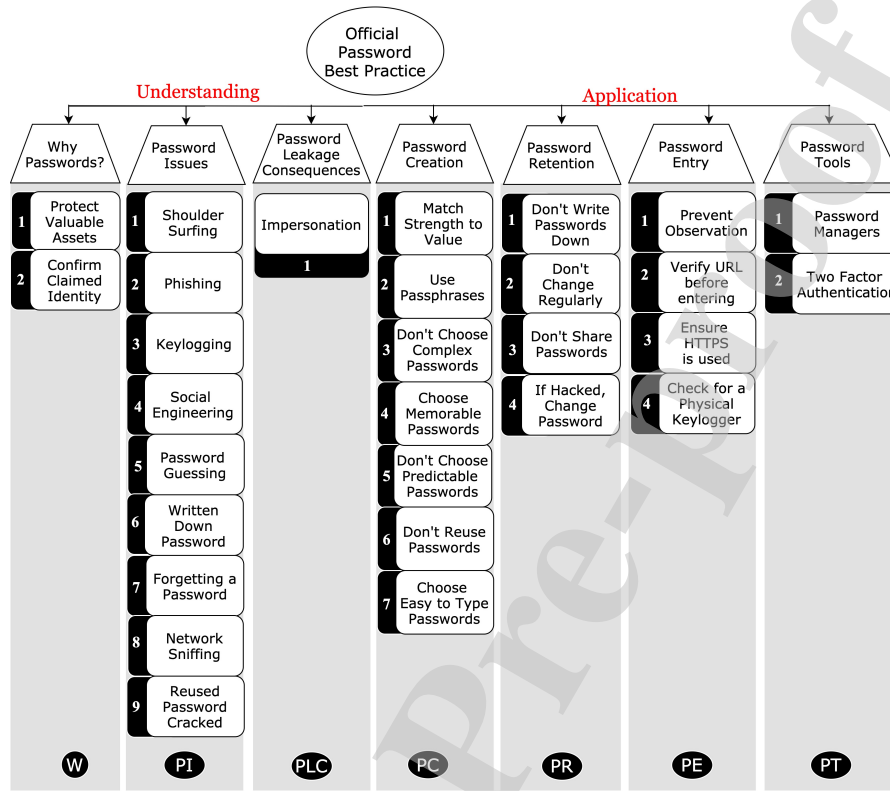 Official
Password
Best Practice
Understanding
Application
Why
Passwords?
Password
Issues
Password
Leakage
Consequences
Password
Creation
Password
Retention
Password
Entry
Password
Tools
1
Protect
Valuable
Assets
2
Confirm
Claimed
Identity
W
1
Shoulder
Surfing
2
Phishing
3
Keylogging
4
Social
Engineering
5
Password
Guessing
6
Written
Down
Password
7
Forgetting a
Password
8
Network
Sniffing
9
Reused
Password
Cracked
PI
Impersonation
1
PLC
1
Match
Strength to
Value
2
Use
Passphrases
3
Don't Choose
Complex
Passwords
4
Choose
Memorable
Passwords
5
Don't Choose
Predictable
Passwords
6
Don't Reuse
Passwords
7
Choose
Easy to Type
Passwords
PC
1
Don't Write
Passwords
Down
2
Don't
Change
Regularly
3
Don't Share
Passwords
4
If Hacked,
Change
Password
PR
1
Prevent
Observation
2
Verify URL
before
entering
3
Ensure
HTTPS
is used
4
Check for a
Physical
Keylogger
PE
1
Password
Managers
2
Two Factor
Authentication
PT
Pre-proof